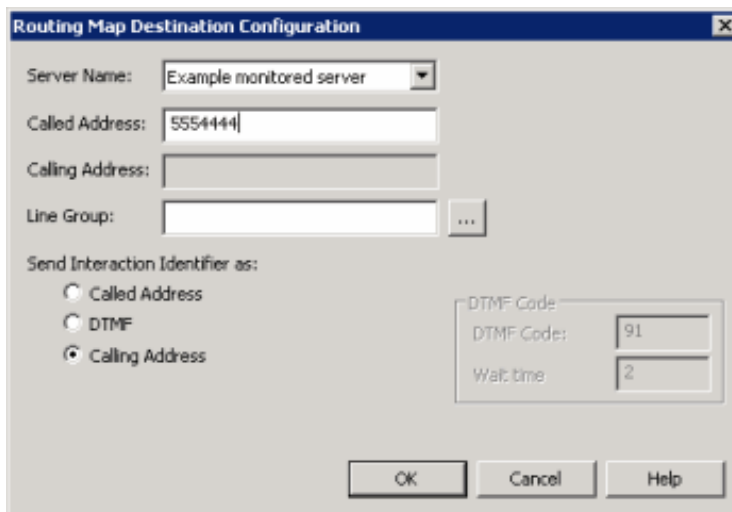 Routing Map Destination Configuration
Server Name: Example monitored server
Called Address: 5554444
Calling Address:
Line Group: ...
Send Interaction Identifier as:
Called Address
DTMF
Calling Address
DTMF Code
DTMF Code: 91
Wait time 2
OK Cancel Help